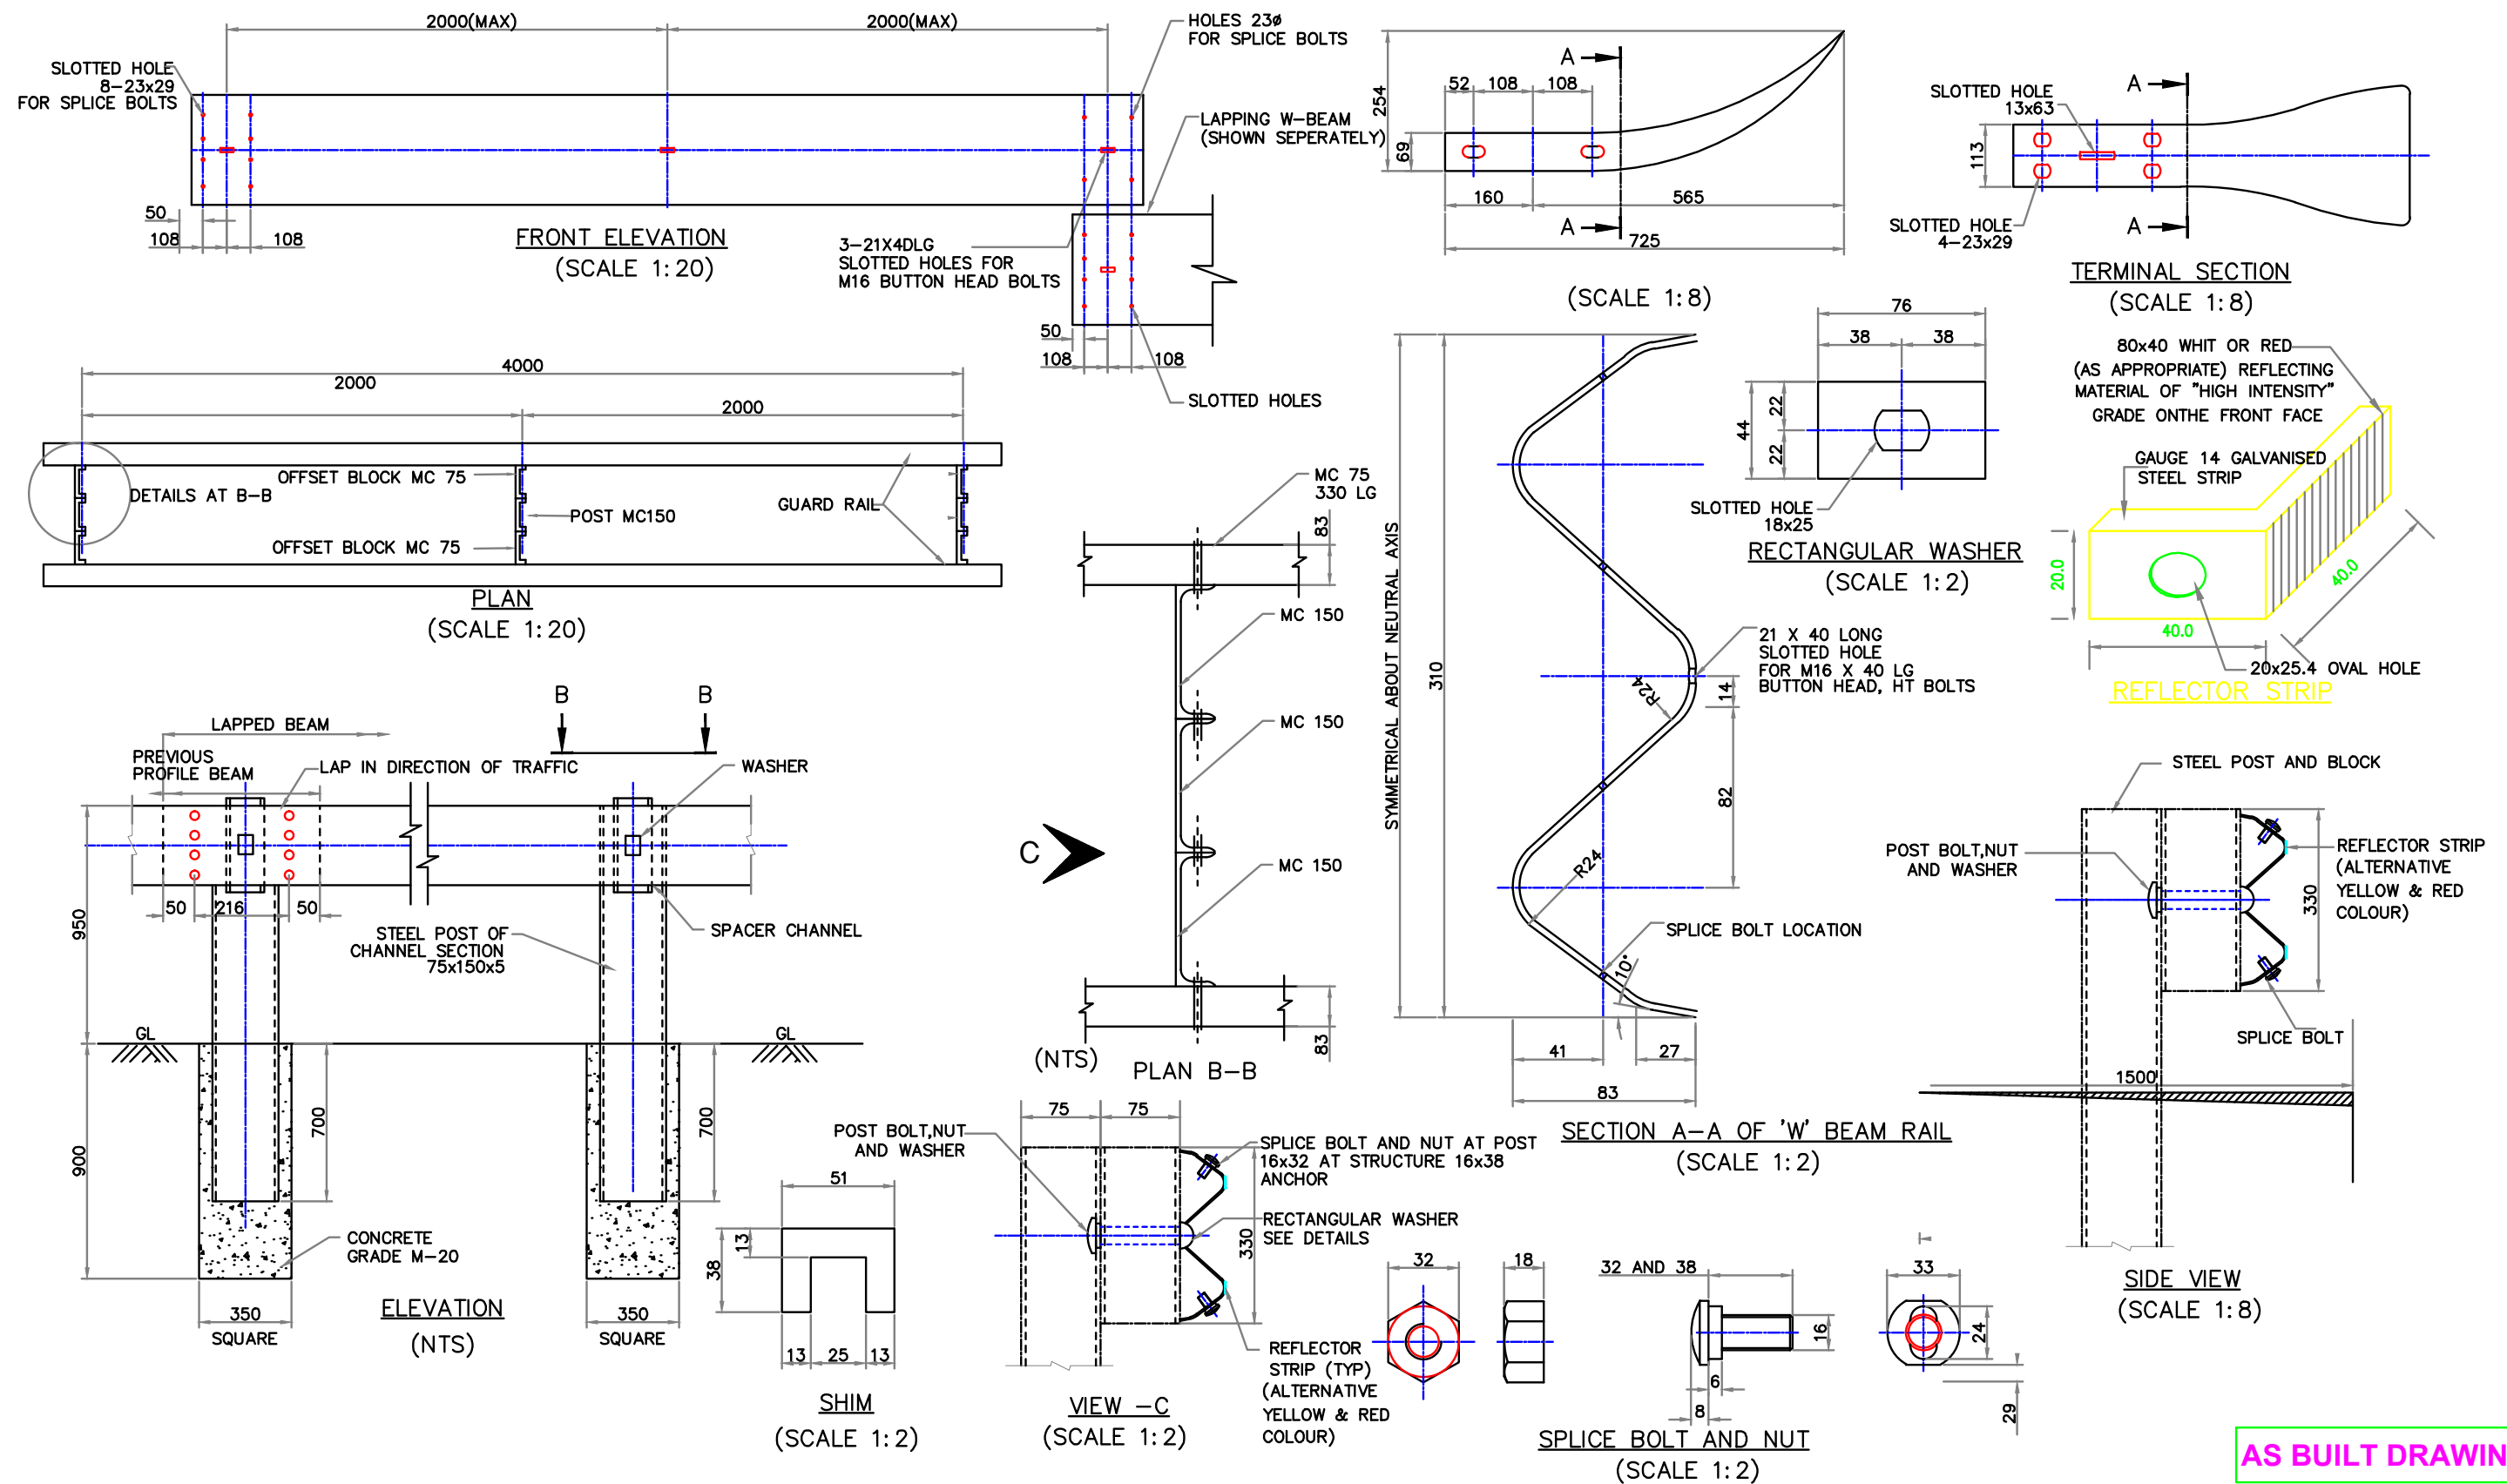 2000(MAX)
2000(MAX)
HOLES 23ø
FOR SPLICE BOLTS
SLOTTED HOLE
8-23x29
FOR SPLICE BOLTS
LAPPING W-BEAM
(SHOWN SEPERATELY)
50
108
108
FRONT ELEVATION
(SCALE 1:20)
3-21X4DLG
SLOTTED HOLES FOR
M16 BUTTON HEAD BOLTS
50
108
108
SLOTTED HOLES
254
69
52
108
108
A
A
160
565
725
(SCALE 1:8)
SLOTTED HOLE
13x63
A
113
SLOTTED HOLE
4-23x29
A
TERMINAL SECTION
(SCALE 1:8)
4000
2000
2000
OFFSET BLOCK MC 75
DETAILS AT B-B
POST MC150
GUARD RAIL
OFFSET BLOCK MC 75
PLAN
(SCALE 1:20)
MC 75
330 LG
83
MC 150
MC 150
C
MC 150
83
(NTS)
PLAN B-B
SYMMETRICAL ABOUT NEUTRAL AXIS
310
R24
R24
21 X 40 LONG
SLOTTED HOLE
FOR M16 X 40 LG
BUTTON HEAD, HT BOLTS
14
82
SPLICE BOLT LOCATION
10°
41
27
83
SECTION A-A OF 'W' BEAM RAIL
(SCALE 1:2)
76
38
38
44
22
22
SLOTTED HOLE
18x25
RECTANGULAR WASHER
(SCALE 1:2)
80x40 WHIT OR RED
(AS APPROPRIATE) REFLECTING
MATERIAL OF "HIGH INTENSITY"
GRADE ONTHE FRONT FACE
GAUGE 14 GALVANISED
STEEL STRIP
20.0
40.0
40.0
20x25.4 OVAL HOLE
REFLECTOR STRIP
B
B
LAPPED BEAM
PREVIOUS
PROFILE BEAM
LAP IN DIRECTION OF TRAFFIC
WASHER
50
216
50
950
STEEL POST OF
CHANNEL SECTION
75x150x5
SPACER CHANNEL
GL
GL
900
700
700
CONCRETE
GRADE M-20
350
SQUARE
350
SQUARE
ELEVATION
(NTS)
51
38
13
13
25
13
SHIM
(SCALE 1:2)
75
75
POST BOLT,NUT
AND WASHER
SPLICE BOLT AND NUT AT POST
16x32 AT STRUCTURE 16x38
ANCHOR
RECTANGULAR WASHER
SEE DETAILS
330
REFLECTOR
STRIP (TYP)
(ALTERNATIVE
YELLOW & RED
COLOUR)
VIEW -C
(SCALE 1:2)
32
18
32 AND 38
16
6
8
33
24
29
SPLICE BOLT AND NUT
(SCALE 1:2)
STEEL POST AND BLOCK
POST BOLT,NUT
AND WASHER
330
REFLECTOR STRIP
(ALTERNATIVE
YELLOW & RED
COLOUR)
SPLICE BOLT
1500
SIDE VIEW
(SCALE 1:8)
AS BUILT DRAWIN